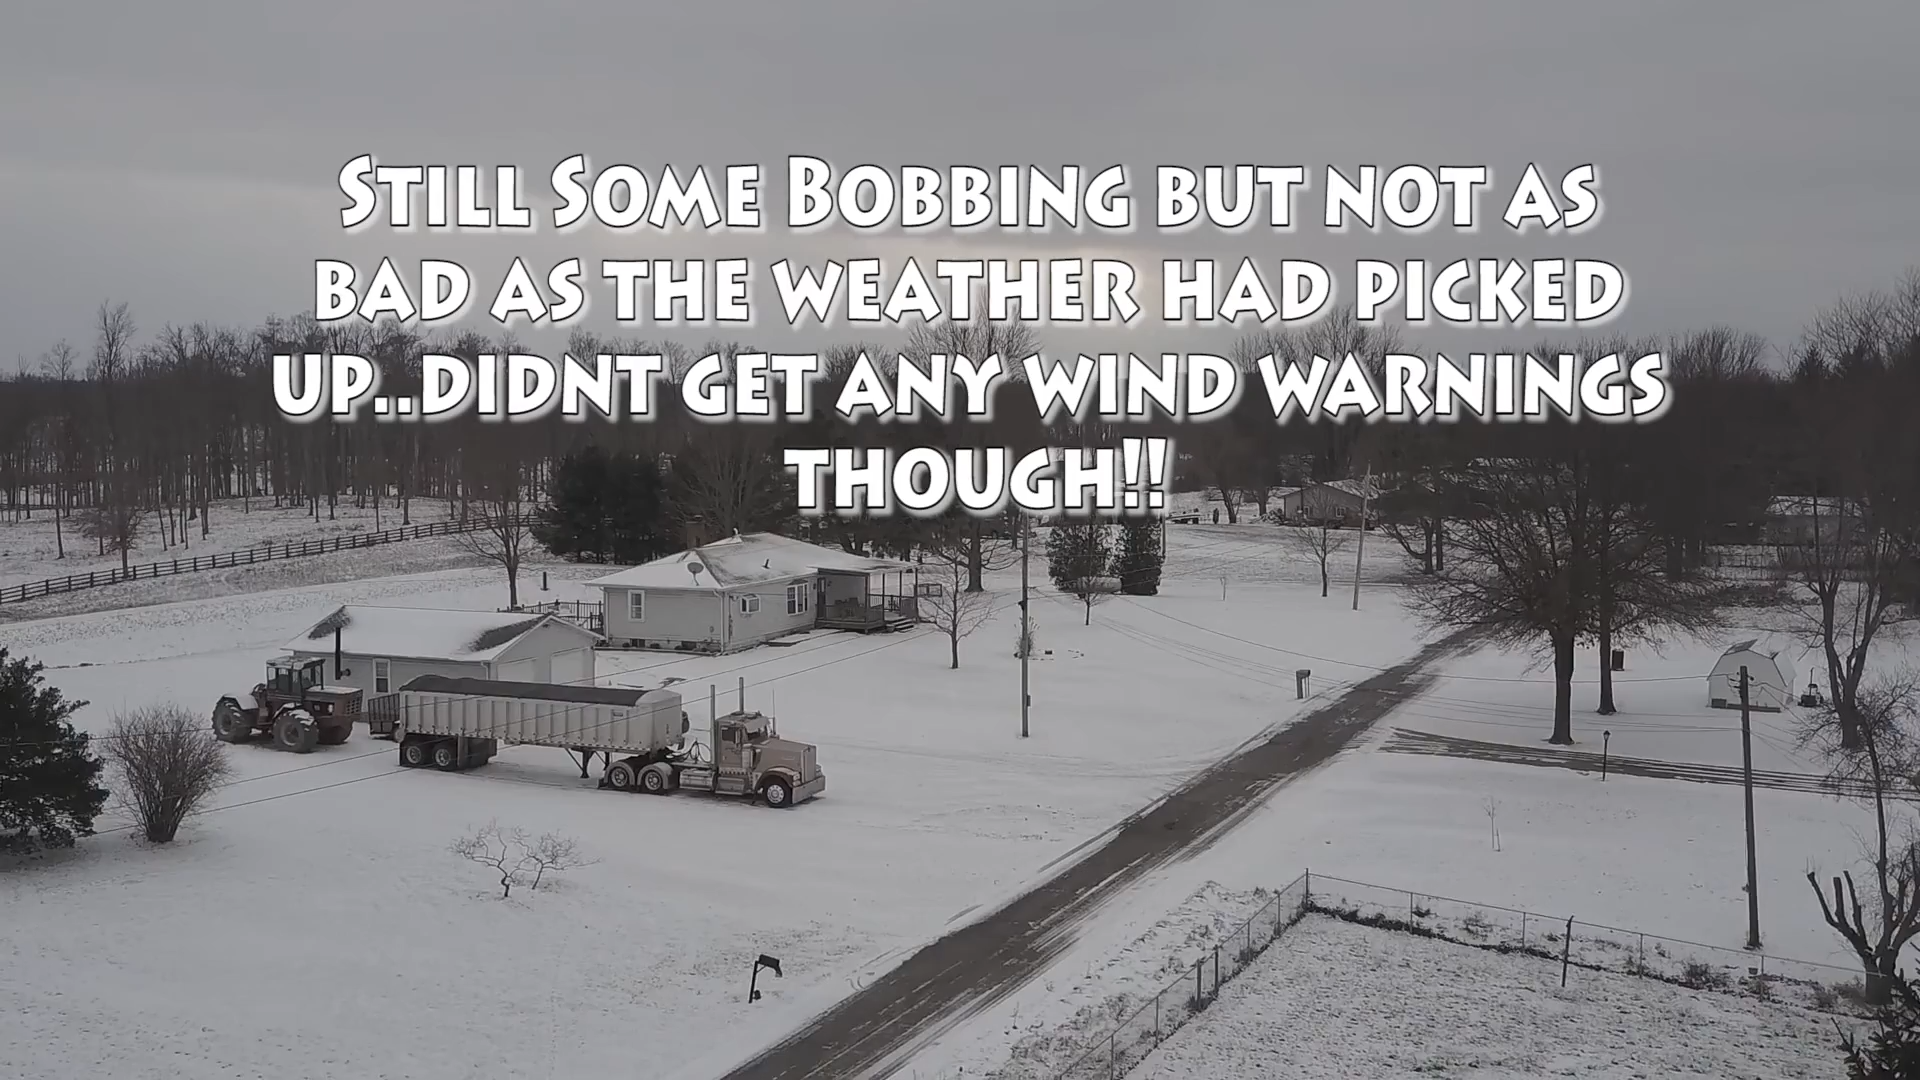 Still Some Bobbing but not as
bad as the weather had picked
up..didnt get any wind warnings
though!!